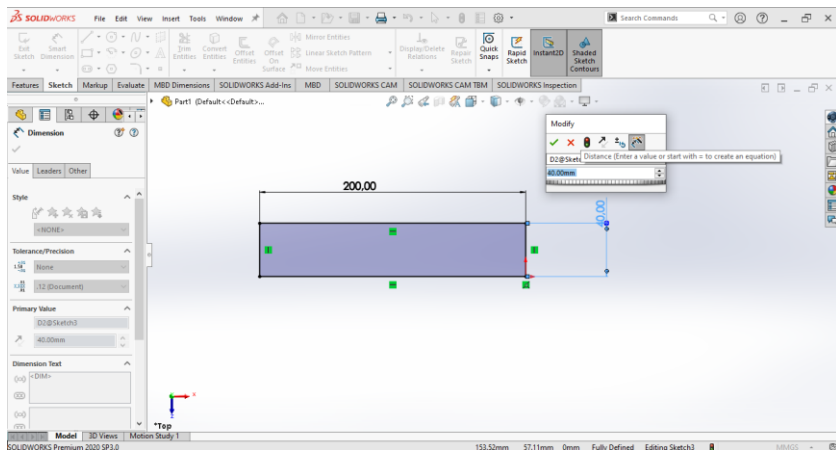 SOLIDWORKS File Edit View Insert Tools Window Search Commands
Exit Sketch Smart Dimension Trim Entities Convert Entities Offset Entities Offset On Surface Mirror Entities Linear Sketch Pattern Move Entities Display/Delete Relations Repair Sketch Quick Snaps Rapid Sketch Instant2D Shaded Sketch Contours
Features Sketch Markup Evaluate MBD Dimensions SOLIDWORKS Add-Ins MBD SOLIDWORKS CAM SOLIDWORKS CAM TBM SOLIDWORKS Inspection
Part1 (Default<<Default>...
Dimension
Value Leaders Other
Style
<NONE>
Tolerance/Precision
None
.12 (Document)
Primary Value
D2@Sketch3
40.00mm
Dimension Text
<DIM>
Modify
Distance (Enter a value or start with = to create an equation)
D2@Sketc
40.00mm
200,00
40,00
x
*Top
Model 3D Views Motion Study 1
SOLIDWORKS Premium 2020 SP3.0 153.52mm 57.11mm 0mm Fully Defined Editing Sketch3 MMGS